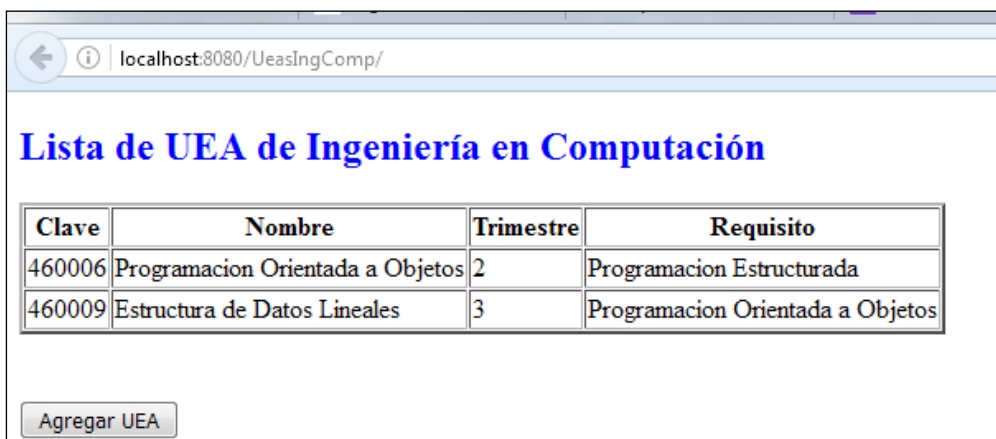 localhost:8080/UeasIngComp/
Lista de UEA de Ingeniería en Computación
Clave Nombre Trimestre Requisito
460006 Programacion Orientada a Objetos 2 Programacion Estructurada
460009 Estructura de Datos Lineales 3 Programacion Orientada a Objetos
Agregar UEA